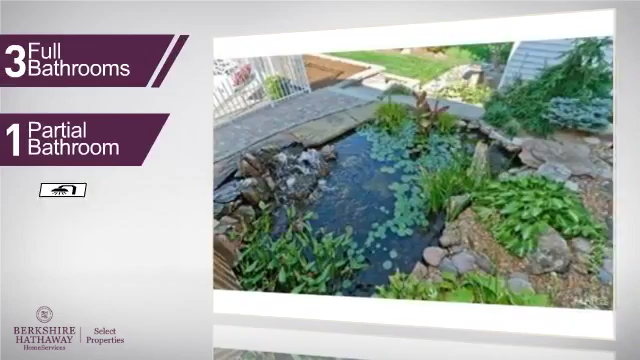 3 Full
Bathrooms
1 Partial
Bathroom
BERKSHIRE
HATHAWAY
HomeServices
Select
Properties